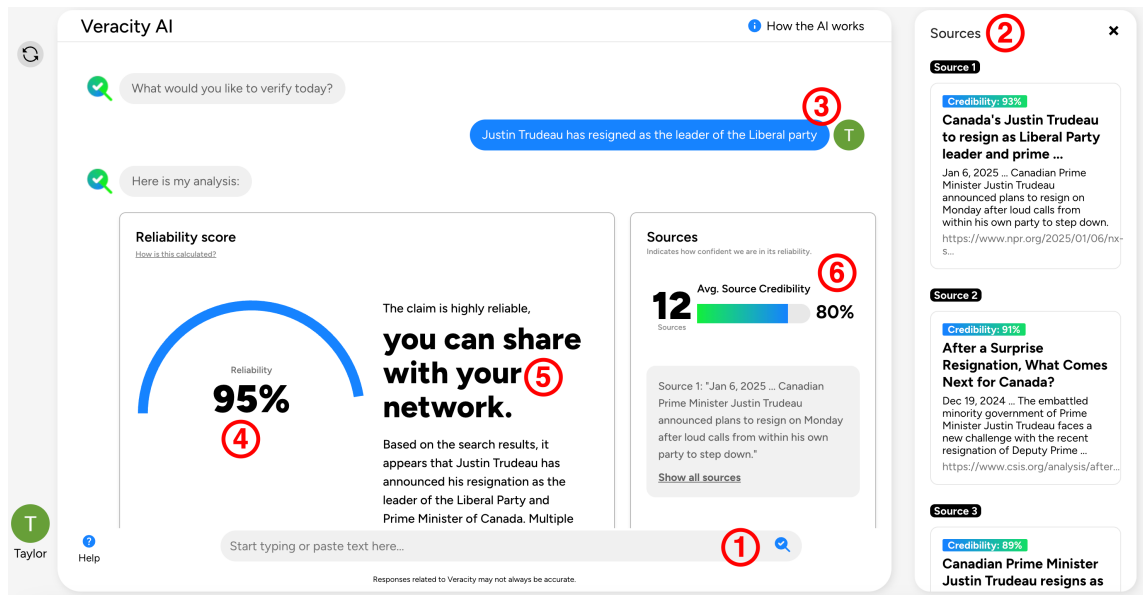 Veracity AI
How the AI works
What would you like to verify today?
3
Justin Trudeau has resigned as the leader of the Liberal party
T
Here is my analysis:
Reliability score
How is this calculated?
Reliability
95%
4
The claim is highly reliable,
you can share
with your
5
network.
Based on the search results, it
appears that Justin Trudeau has
announced his resignation as the
leader of the Liberal Party and
Prime Minister of Canada. Multiple
Sources
Indicates how confident we are in its reliability.
6
12
Sources
Avg. Source Credibility
80%
Source 1: "Jan 6, 2025 ... Canadian
Prime Minister Justin Trudeau
announced plans to resign on Monday
after loud calls from within his own
party to step down."
Show all sources
T
Taylor
?
Help
Start typing or paste text here...
1
Responses related to Veracity may not always be accurate.
Sources
2
Source 1
Credibility: 93%
Canada's Justin Trudeau
to resign as Liberal Party
leader and prime ...
Jan 6, 2025 ... Canadian Prime
Minister Justin Trudeau
announced plans to resign on
Monday after loud calls from
within his own party to step down.
https://www.npr.org/2025/01/06/nx-
s...
Source 2
Credibility: 91%
After a Surprise
Resignation, What Comes
Next for Canada?
Dec 19, 2024 ... The embattled
minority government of Prime
Minister Justin Trudeau faces a
new challenge with the recent
resignation of Deputy Prime ...
https://www.csis.org/analysis/after...
Source 3
Credibility: 89%
Canadian Prime Minister
Justin Trudeau resigns as